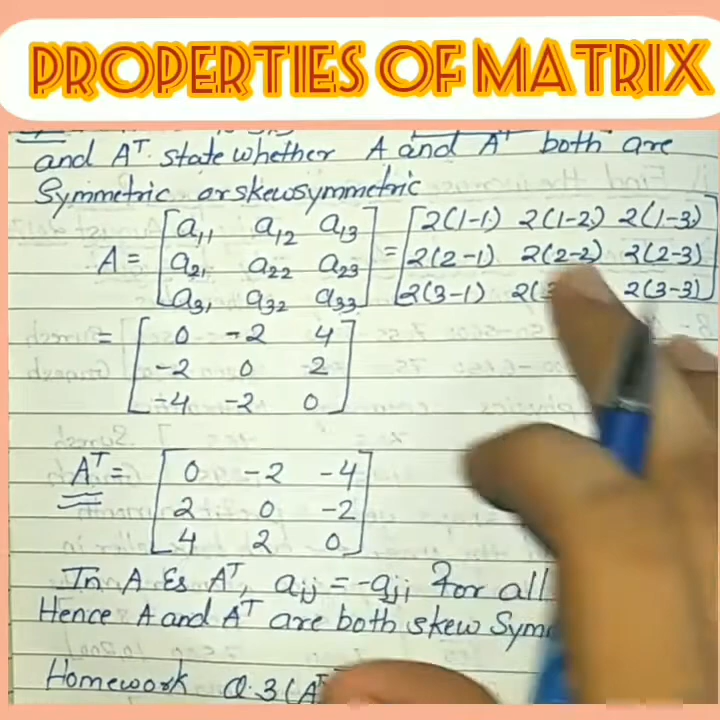 PROPERTIES OF MATRIX
and Aᵀ. state whether A and Aᵀ both are
Symmetric or skewsymmetric
A = [a₁₁ a₁₂ a₁₃ = [2(1-1) 2(1-2) 2(1-3)
a₂₁ a₂₂ a₂₃] = 2(2-1) 2(2-2) 2(2-3)
a₃₁ a₃₂ a₃₃] 2(3-1) 2( 2(3-3)]
= [0 -2 4
-2 0 -2
-4 -2 0]
Aᵀ = [0 -2 -4
2 0 -2
4 2 0]
In A & Aᵀ, aᵢⱼ = -aⱼᵢ for all
Hence A and Aᵀ are both skew Symm
Homework Q.3 (Aᵀ